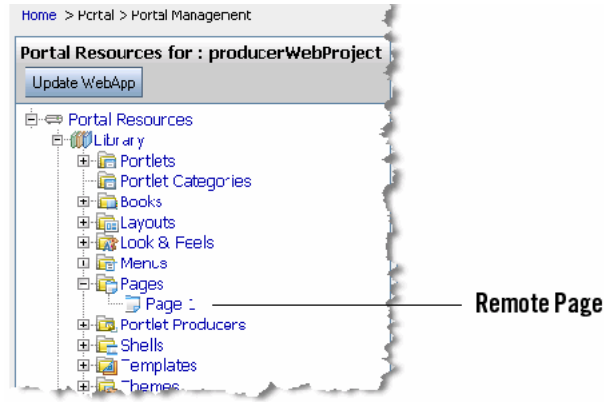 Home > Portal > Portal Management
Portal Resources for : producerWebProject
Update WebApp
Portal Resources
Library
Portlets
Portlet Categories
Books
Layouts
Look & Feels
Menus
Pages
Page 1
Remote Page
Portlet Producers
Shells
Templates
Themes